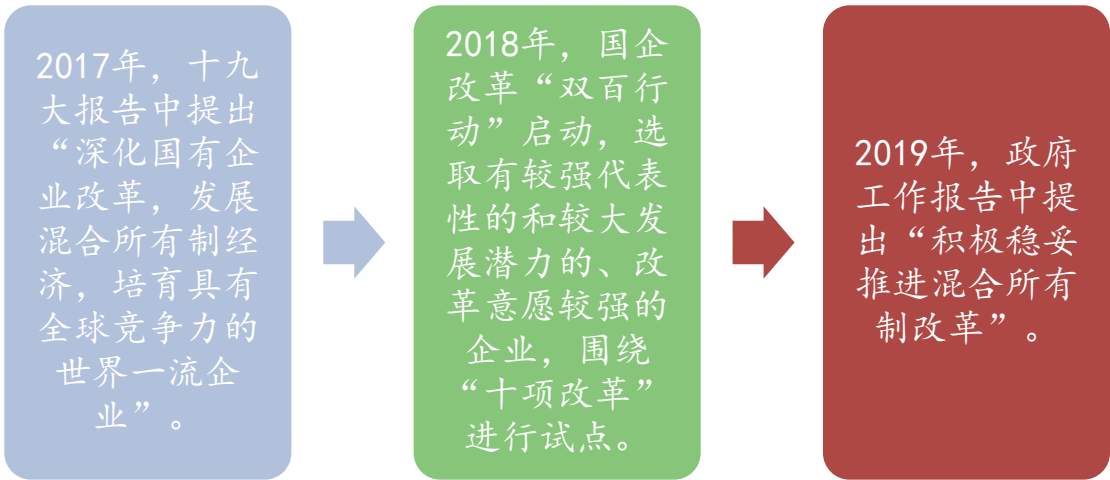 2017年，十九
大报告中提出
“深化国有企
业改革，发展
混合所有制经
济，培育具有
全球竞争力的
世界一流企
业”。
2018年，国企
改革“双百行
动”启动，选
取有较强代表
性的和较大发
展潜力的、改
革意愿较强的
企业，围绕
“十项改革”
进行试点。
2019年，政府
工作报告中提
出“积极稳妥
推进混合所有
制改革”。